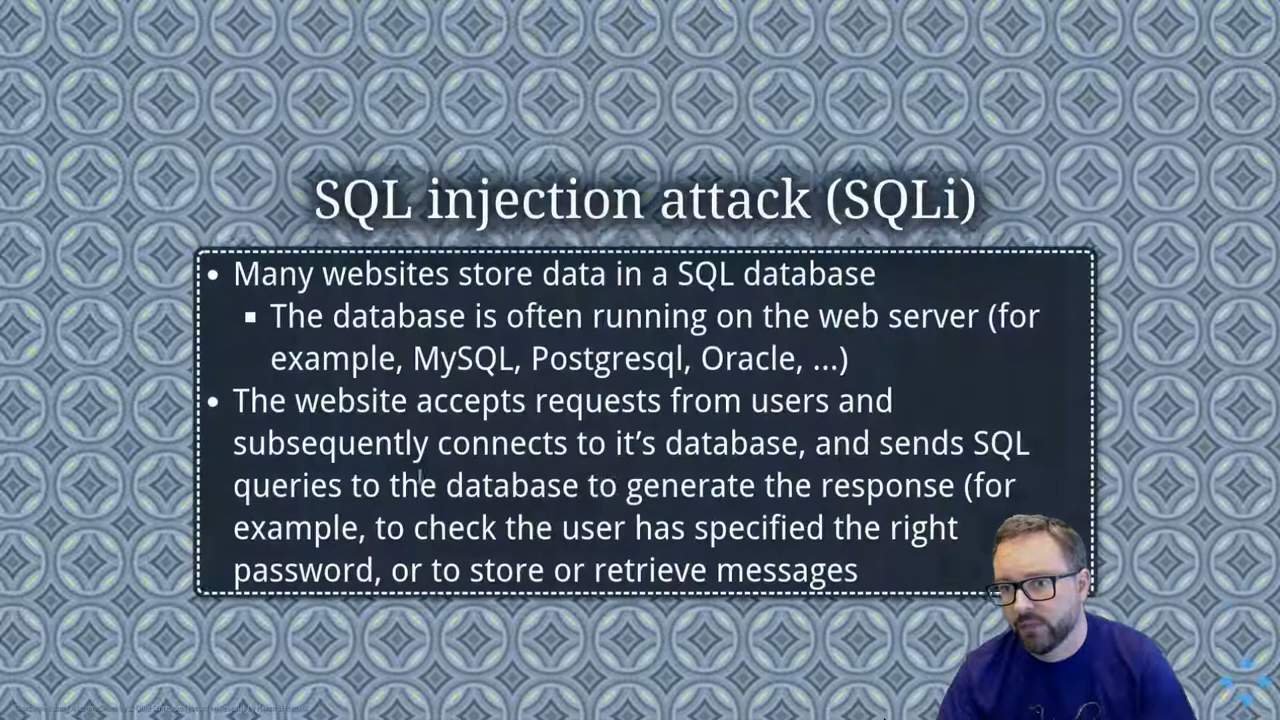 SQL injection attack (SQLi)
• Many websites store data in a SQL database
▪ The database is often running on the web server (for
example, MySQL, Postgresql, Oracle, ...)
• The website accepts requests from users and
subsequently connects to it’s database, and sends SQL
queries to the database to generate the response (for
example, to check the user has specified the right
password, or to store or retrieve messages